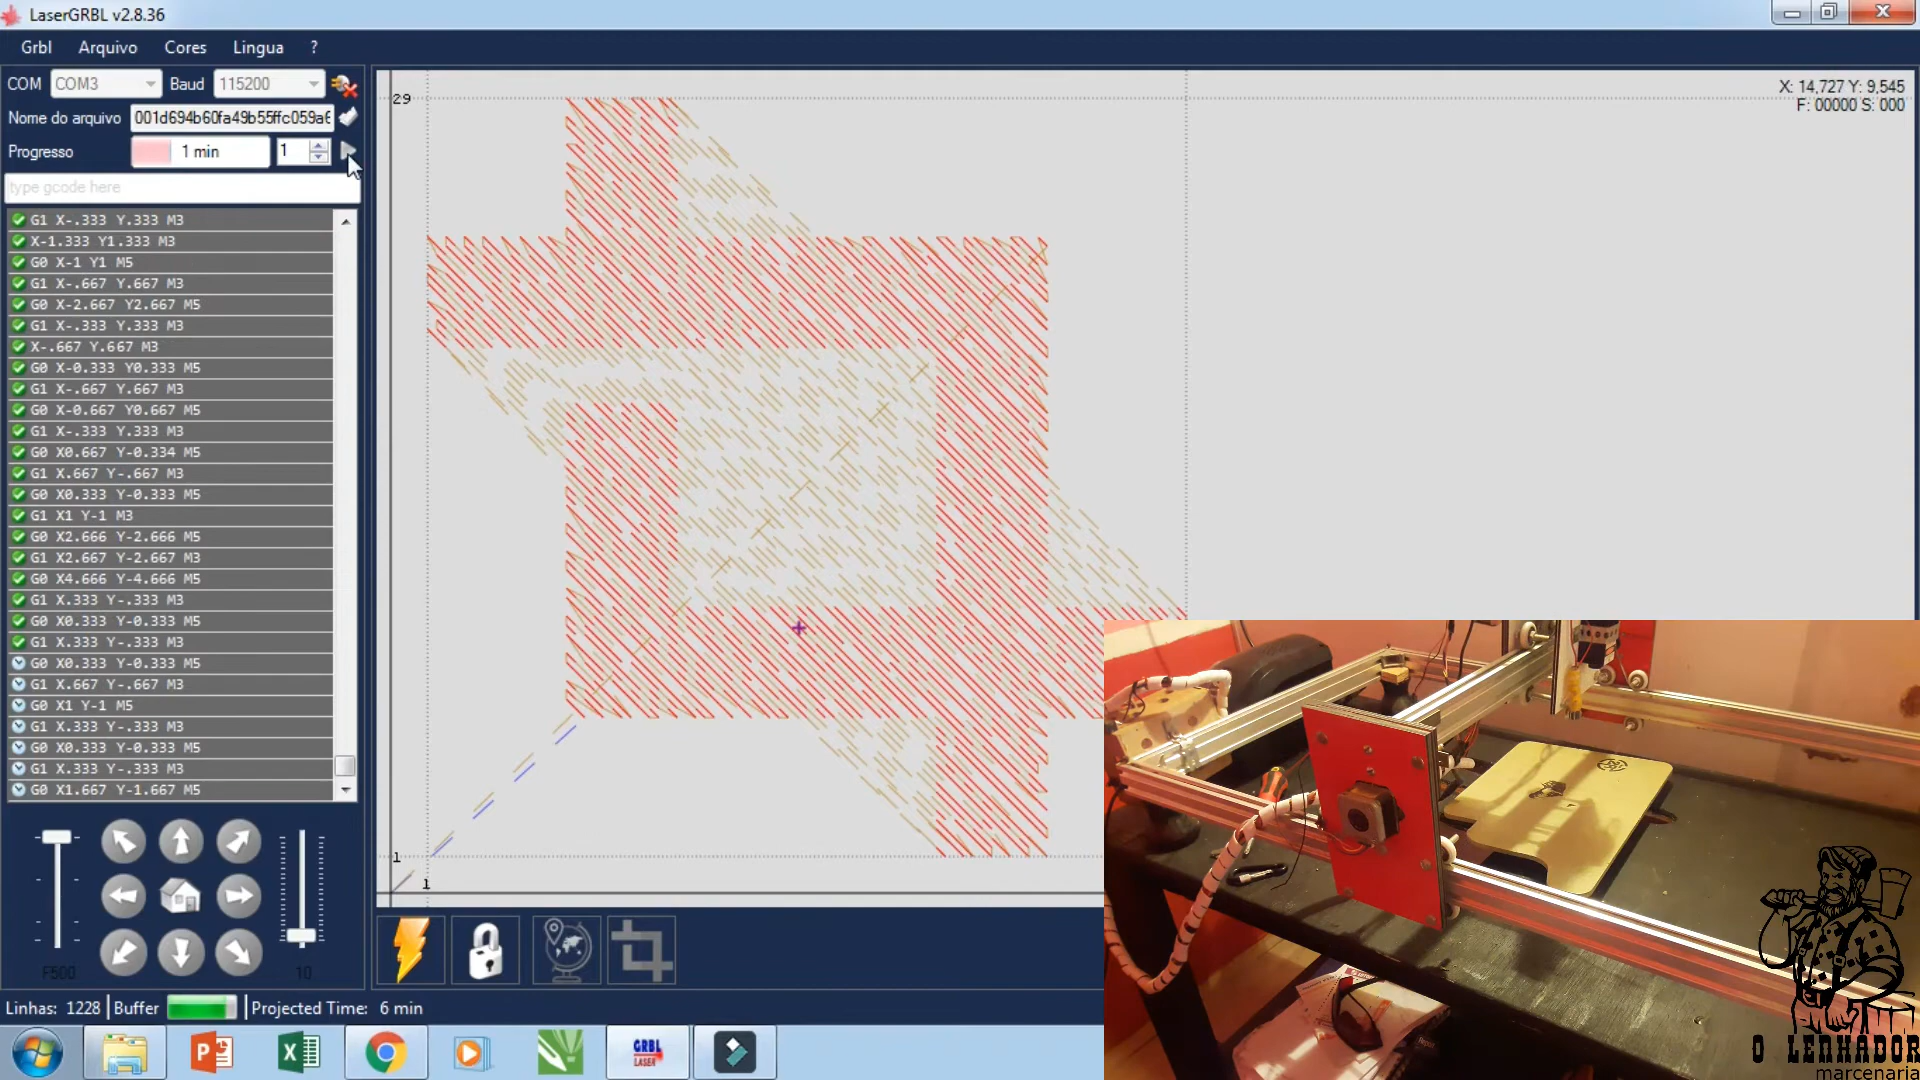 LaserGRBL v2.8.36
Grbl Arquivo Cores Lingua ?
COM COM3 Baud 115200
Nome do arquivo 001d694b60fa49b55ffc059a6
Progresso 1 min 1
type gcode here
G1 X-.333 Y.333 M3
X-1.333 Y1.333 M3
G0 X-1 Y1 M5
G1 X-.667 Y.667 M3
G0 X-2.667 Y2.667 M5
G1 X-.333 Y.333 M3
X-.667 Y.667 M3
G0 X-0.333 Y0.333 M5
G1 X-.667 Y.667 M3
G0 X-0.667 Y0.667 M5
G1 X-.333 Y.333 M3
G0 X0.667 Y-0.334 M5
G1 X.667 Y-.667 M3
G0 X0.333 Y-0.333 M5
G1 X1 Y-1 M3
G0 X2.666 Y-2.666 M5
G1 X2.667 Y-2.667 M3
G0 X4.666 Y-4.666 M5
G1 X.333 Y-.333 M3
G0 X0.333 Y-0.333 M5
G1 X.333 Y-.333 M3
G0 X0.333 Y-0.333 M5
G1 X.667 Y-.667 M3
G0 X1 Y-1 M5
G1 X.333 Y-.333 M3
G0 X0.333 Y-0.333 M5
G1 X.333 Y-.333 M3
G0 X1.667 Y-1.667 M5
F500
10
Linhas: 1228 Buffer Projected Time: 6 min
X: 14,727 Y: 9,545
F: 00000 S: 000
29
1
1
GRBL
LASER
O LENHADOR
marcenaria